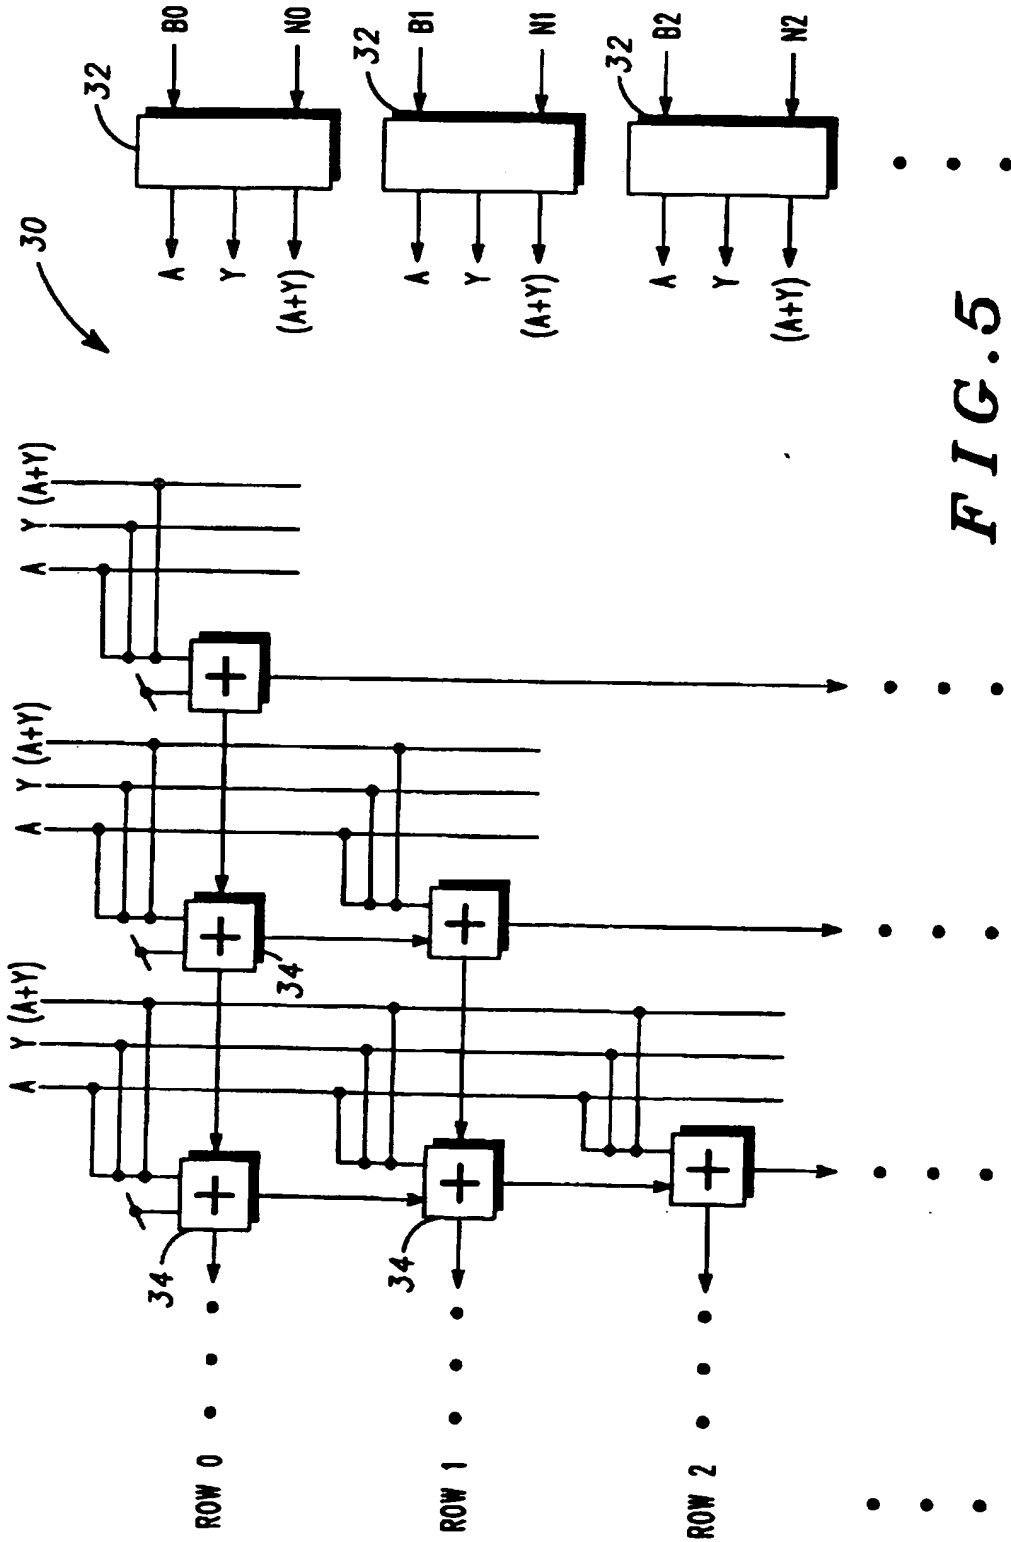 30
A Y (A+Y)
A Y (A+Y)
A Y (A+Y)
ROW 0
34
34
ROW 1
34
ROW 2
32
B0
N0
A
Y
(A+Y)
32
B1
N1
A
Y
(A+Y)
32
B2
N2
A
Y
(A+Y)
+
+
+
+
+
+
FIG.5